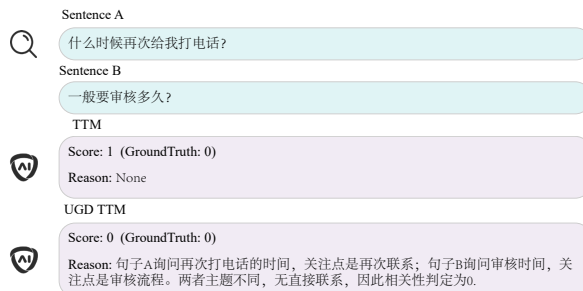 Sentence A
什么时候再次给我打电话?
Sentence B
一般要审核多久?
TTM
Score: 1 (GroundTruth: 0)
Reason: None
UGD TTM
Score: 0 (GroundTruth: 0)
Reason: 句子A询问再次打电话的时间，关注点是再次联系；句子B询问审核时间，关
注点是审核流程。两者主题不同，无直接联系，因此相关性判定为0.